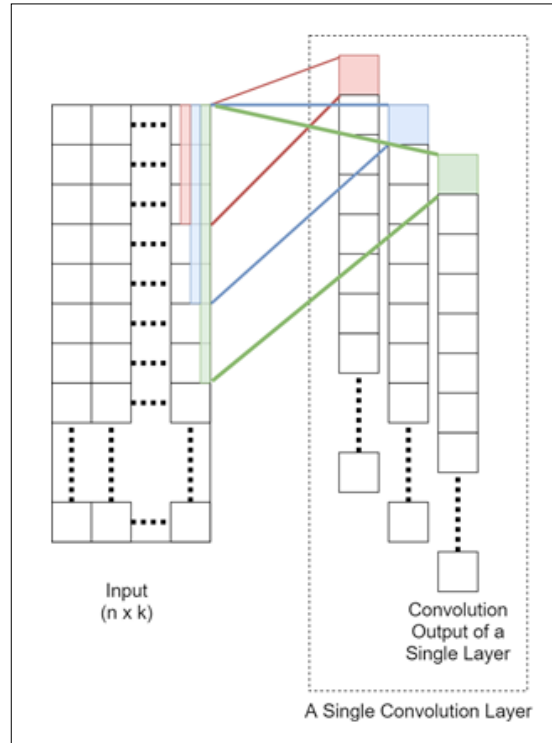 Input
(n x k)
Convolution
Output of a
Single Layer
A Single Convolution Layer